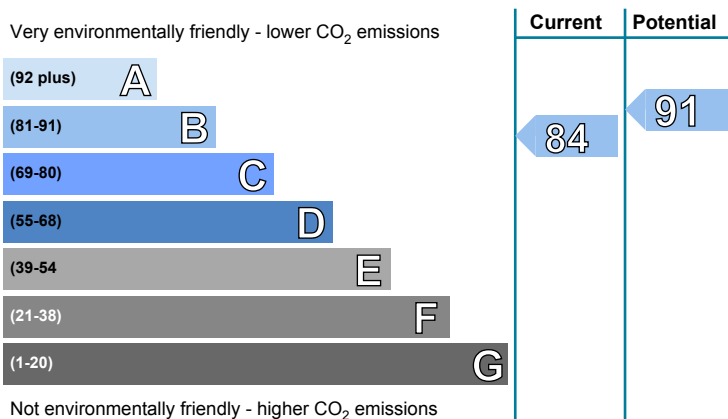 Very environmentally friendly - lower CO2 emissions
Current Potential
(92 plus) A
(81-91) B
(69-80) C
(55-68) D
(39-54 E
(21-38) F
(1-20) G
84
91
Not environmentally friendly - higher CO2 emissions